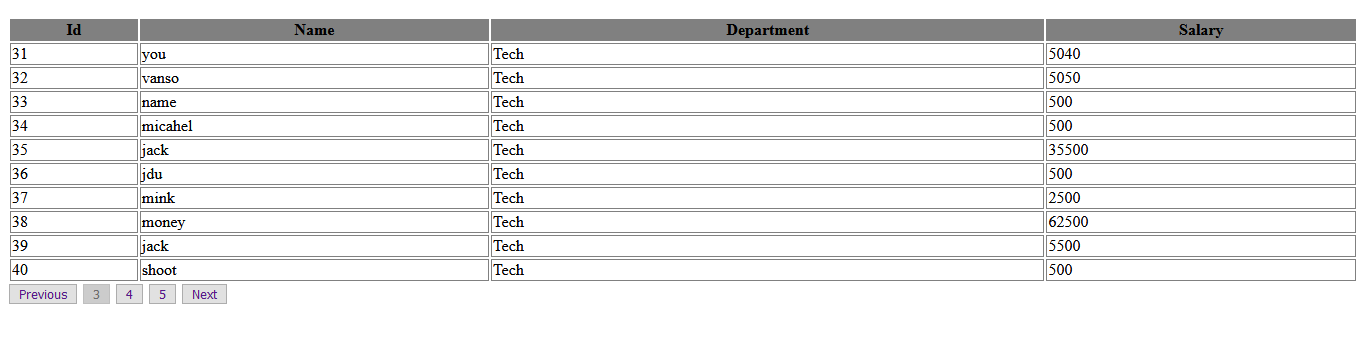 Id Name Department Salary
31 you Tech 5040
32 vanso Tech 5050
33 name Tech 500
34 micahel Tech 500
35 jack Tech 35500
36 jdu Tech 500
37 mink Tech 2500
38 money Tech 62500
39 jack Tech 5500
40 shoot Tech 500
Previous 3 4 5 Next